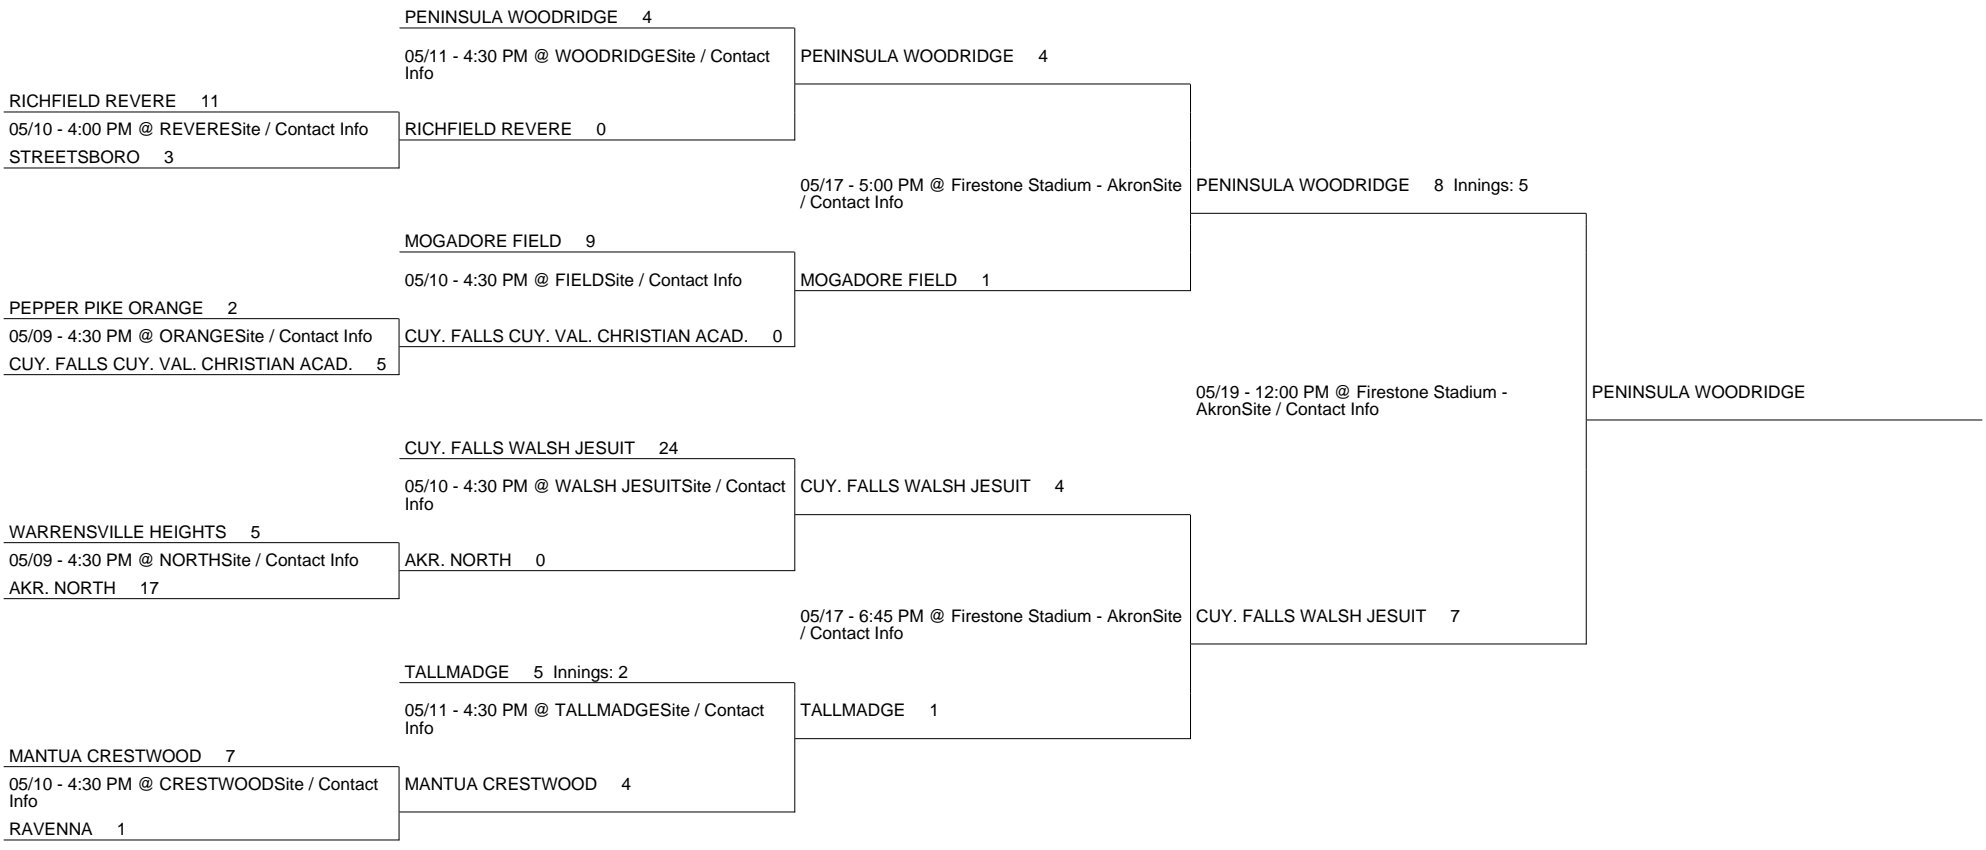 PENINSULA WOODRIDGE 4
05/11 - 4:30 PM @ WOODRIDGESite / Contact
Info
PENINSULA WOODRIDGE 4
RICHFIELD REVERE 11
05/10 - 4:00 PM @ REVERESite / Contact Info
STREETSBORO 3
RICHFIELD REVERE 0
05/17 - 5:00 PM @ Firestone Stadium - AkronSite
/ Contact Info
PENINSULA WOODRIDGE 8 Innings: 5
MOGADORE FIELD 9
05/10 - 4:30 PM @ FIELDSite / Contact Info
MOGADORE FIELD 1
PEPPER PIKE ORANGE 2
05/09 - 4:30 PM @ ORANGESite / Contact Info
CUY. FALLS CUY. VAL. CHRISTIAN ACAD. 5
CUY. FALLS CUY. VAL. CHRISTIAN ACAD. 0
05/19 - 12:00 PM @ Firestone Stadium -
AkronSite / Contact Info
PENINSULA WOODRIDGE
CUY. FALLS WALSH JESUIT 24
05/10 - 4:30 PM @ WALSH JESUITSite / Contact
Info
CUY. FALLS WALSH JESUIT 4
WARRENSVILLE HEIGHTS 5
05/09 - 4:30 PM @ NORTHSite / Contact Info
AKR. NORTH 17
AKR. NORTH 0
05/17 - 6:45 PM @ Firestone Stadium - AkronSite
/ Contact Info
CUY. FALLS WALSH JESUIT 7
TALLMADGE 5 Innings: 2
05/11 - 4:30 PM @ TALLMADGESite / Contact
Info
TALLMADGE 1
MANTUA CRESTWOOD 7
05/10 - 4:30 PM @ CRESTWOODSite / Contact
Info
RAVENNA 1
MANTUA CRESTWOOD 4